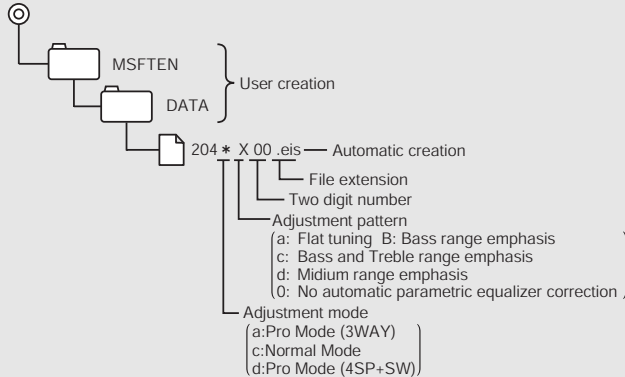 MSFTEN
User creation
DATA
204 * X 00 .eis Automatic creation
File extension
Two digit number
Adjustment pattern
a: Flat tuning B: Bass range emphasis
c: Bass and Treble range emphasis
d: Midium range emphasis
0: No automatic parametric equalizer correction
Adjustment mode
a:Pro Mode (3WAY)
c:Normal Mode
d:Pro Mode (4SP+SW)